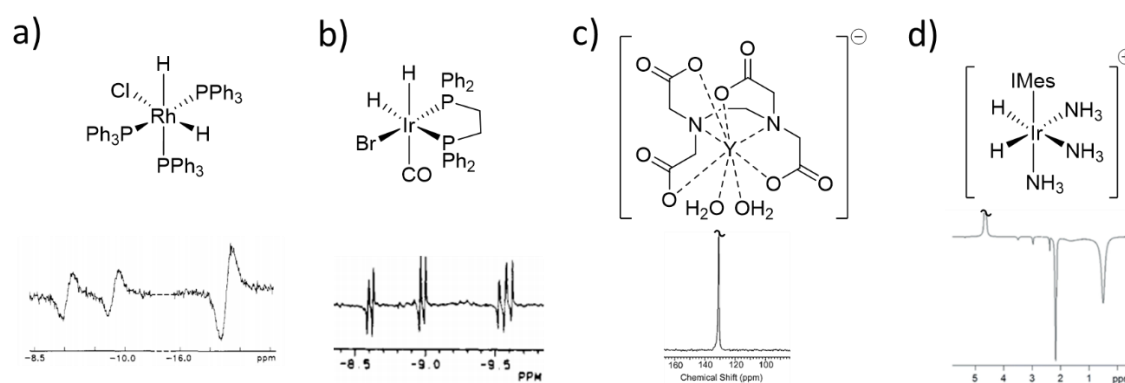 a)
H
Cl
Rh
PPh3
Ph3P
H
PPh3
-8.5 -10.0 -16.0 ppm
b)
H
Ph2
H
P
Ir
Br
P
Ph2
CO
-8.5 -9.0 -9.5 PPM
c)
⊖
O O
O O
O O
N N
Y
O O
H2O OH2
160 140 120 100
Chemical Shift (ppm)
d)
IMes
H
NH3
Ir
H
NH3
NH3
5 4 3 2 1 ppm